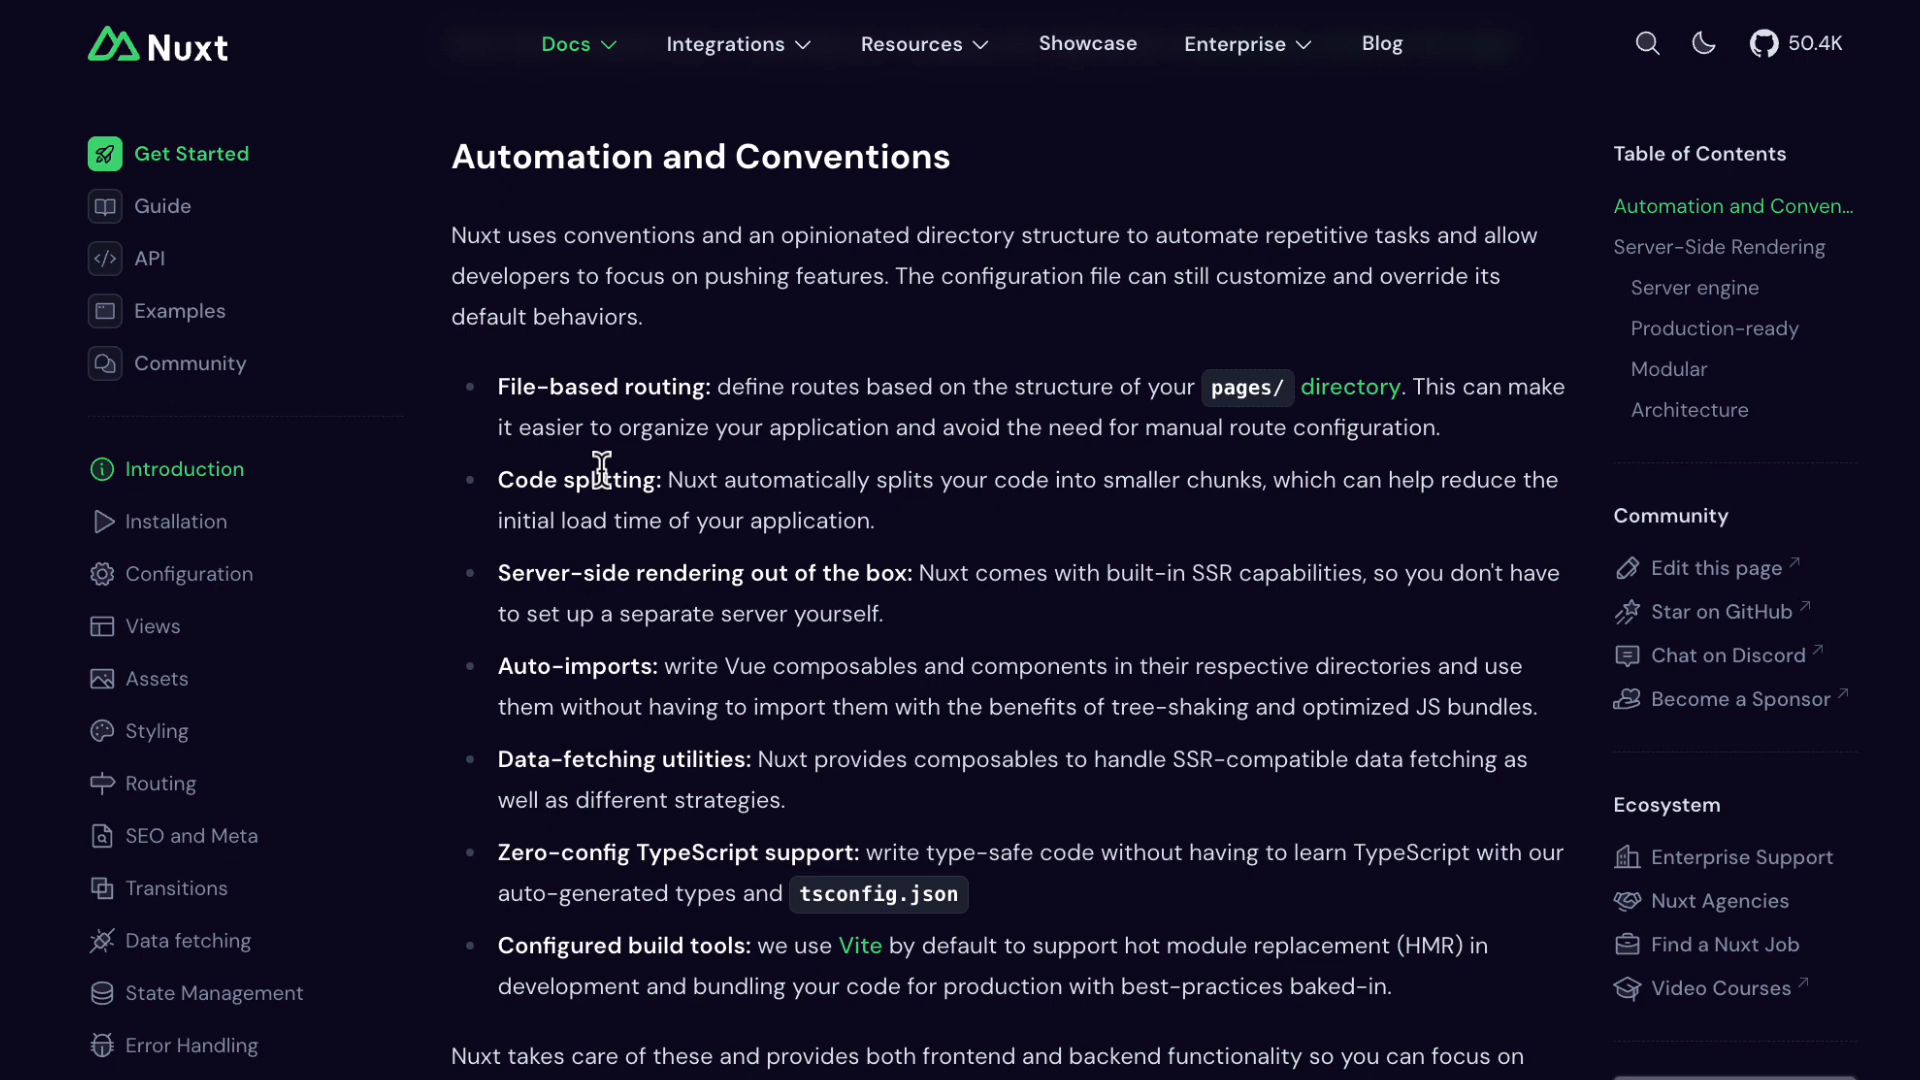 Nuxt
Docs
Integrations
Resources
Showcase
Enterprise
Blog
50.4K
Get Started
Guide
API
Examples
Community
Introduction
Installation
Configuration
Views
Assets
Styling
Routing
SEO and Meta
Transitions
Data fetching
State Management
Error Handling
Automation and Conventions
Nuxt uses conventions and an opinionated directory structure to automate repetitive tasks and allow
developers to focus on pushing features. The configuration file can still customize and override its
default behaviors.
File-based routing: define routes based on the structure of your pages/ directory. This can make
it easier to organize your application and avoid the need for manual route configuration.
Code splitting: Nuxt automatically splits your code into smaller chunks, which can help reduce the
initial load time of your application.
Server-side rendering out of the box: Nuxt comes with built-in SSR capabilities, so you don't have
to set up a separate server yourself.
Auto-imports: write Vue composables and components in their respective directories and use
them without having to import them with the benefits of tree-shaking and optimized JS bundles.
Data-fetching utilities: Nuxt provides composables to handle SSR-compatible data fetching as
well as different strategies.
Zero-config TypeScript support: write type-safe code without having to learn TypeScript with our
auto-generated types and tsconfig.json
Configured build tools: we use Vite by default to support hot module replacement (HMR) in
development and bundling your code for production with best-practices baked-in.
Nuxt takes care of these and provides both frontend and backend functionality so you can focus on
Table of Contents
Automation and Conven...
Server-Side Rendering
Server engine
Production-ready
Modular
Architecture
Community
Edit this page
Star on GitHub
Chat on Discord
Become a Sponsor
Ecosystem
Enterprise Support
Nuxt Agencies
Find a Nuxt Job
Video Courses